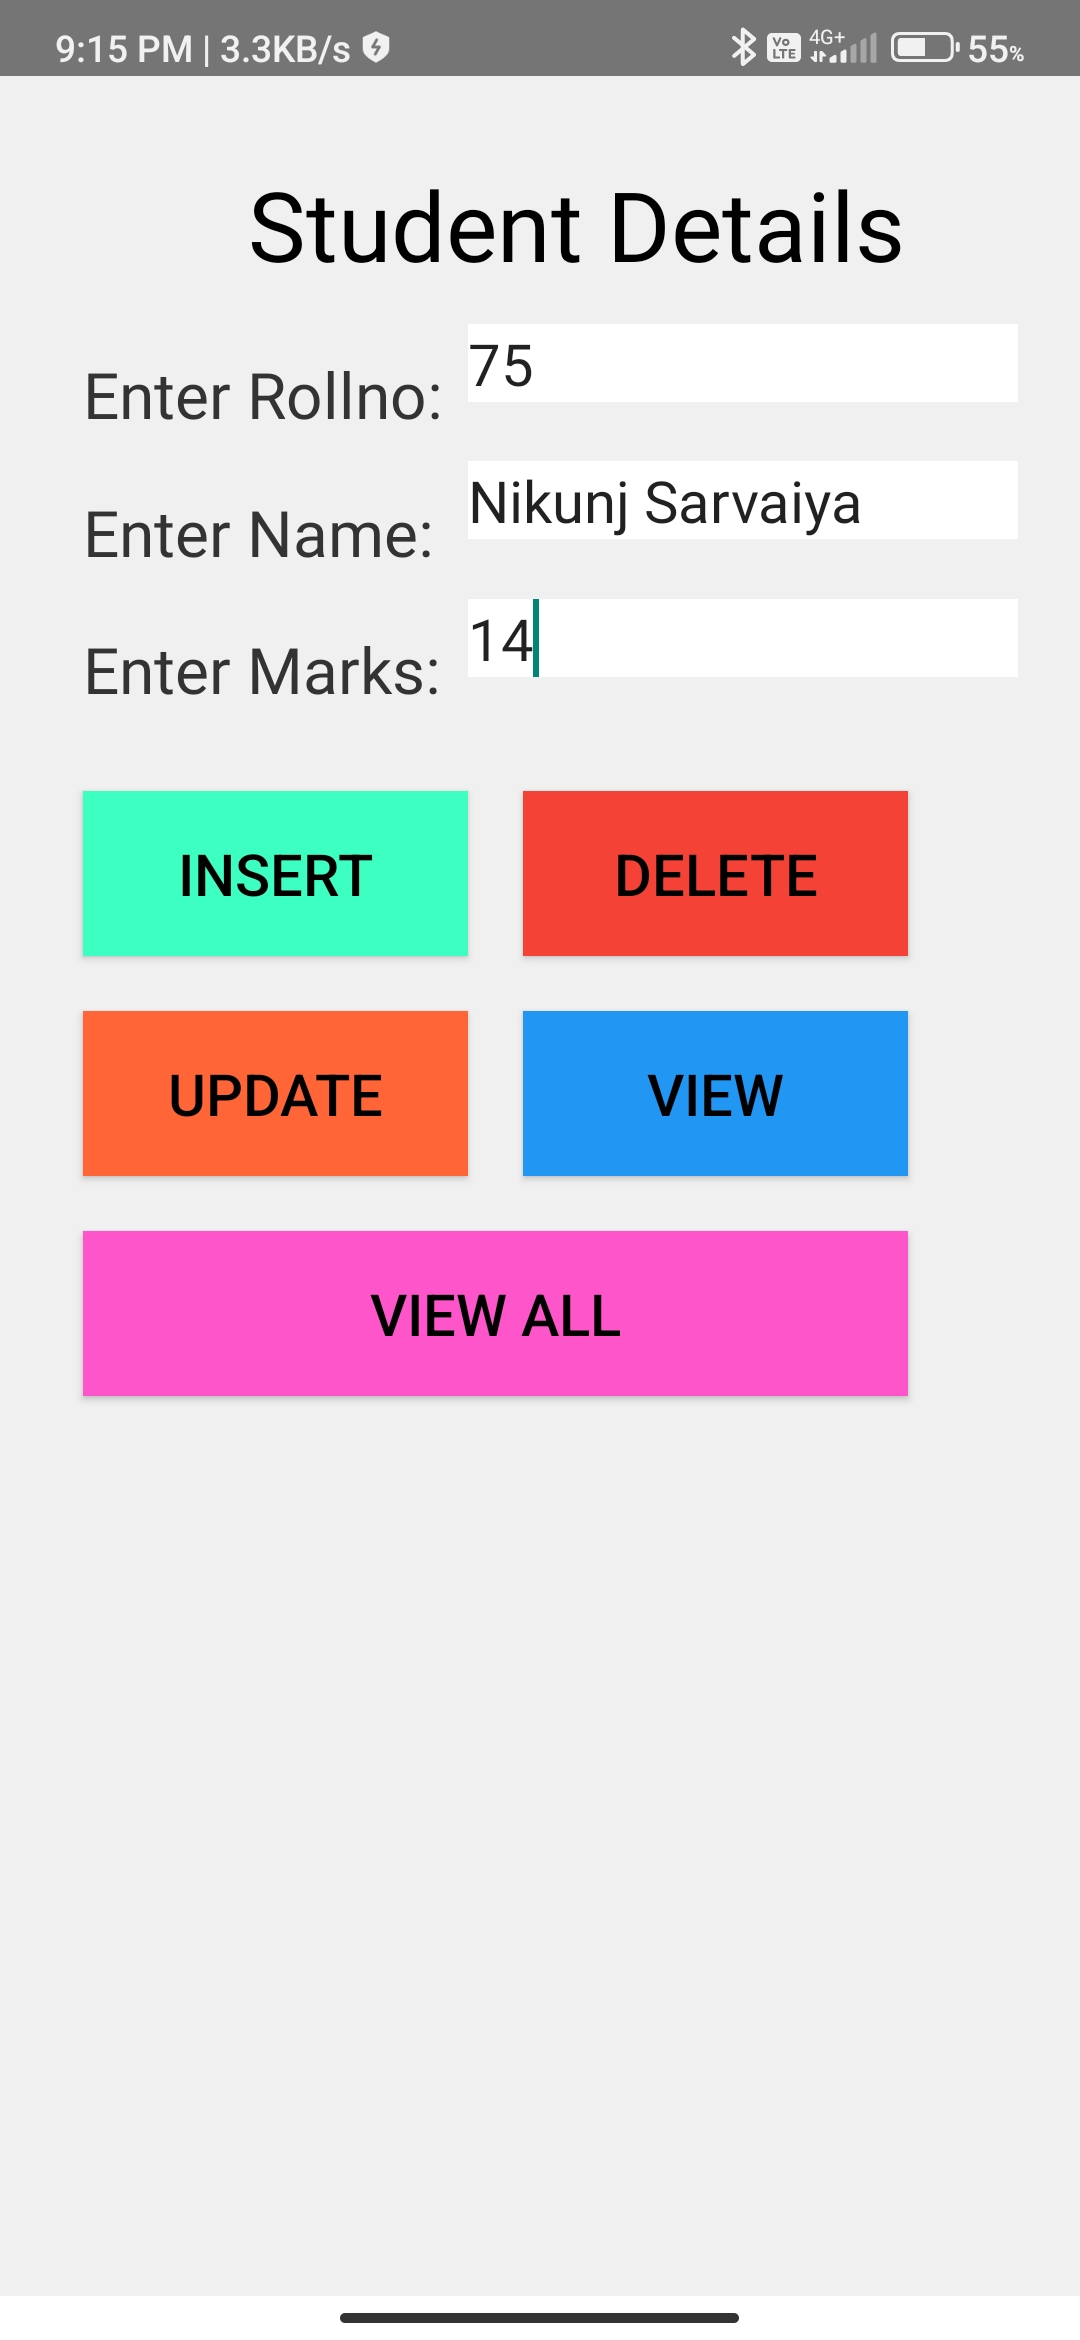 9:15 PM | 3.3KB/s Vo LTE 4G+ 55%
Student Details
Enter Rollno: 75
Enter Name: Nikunj Sarvaiya
Enter Marks: 14
INSERT DELETE
UPDATE VIEW
VIEW ALL